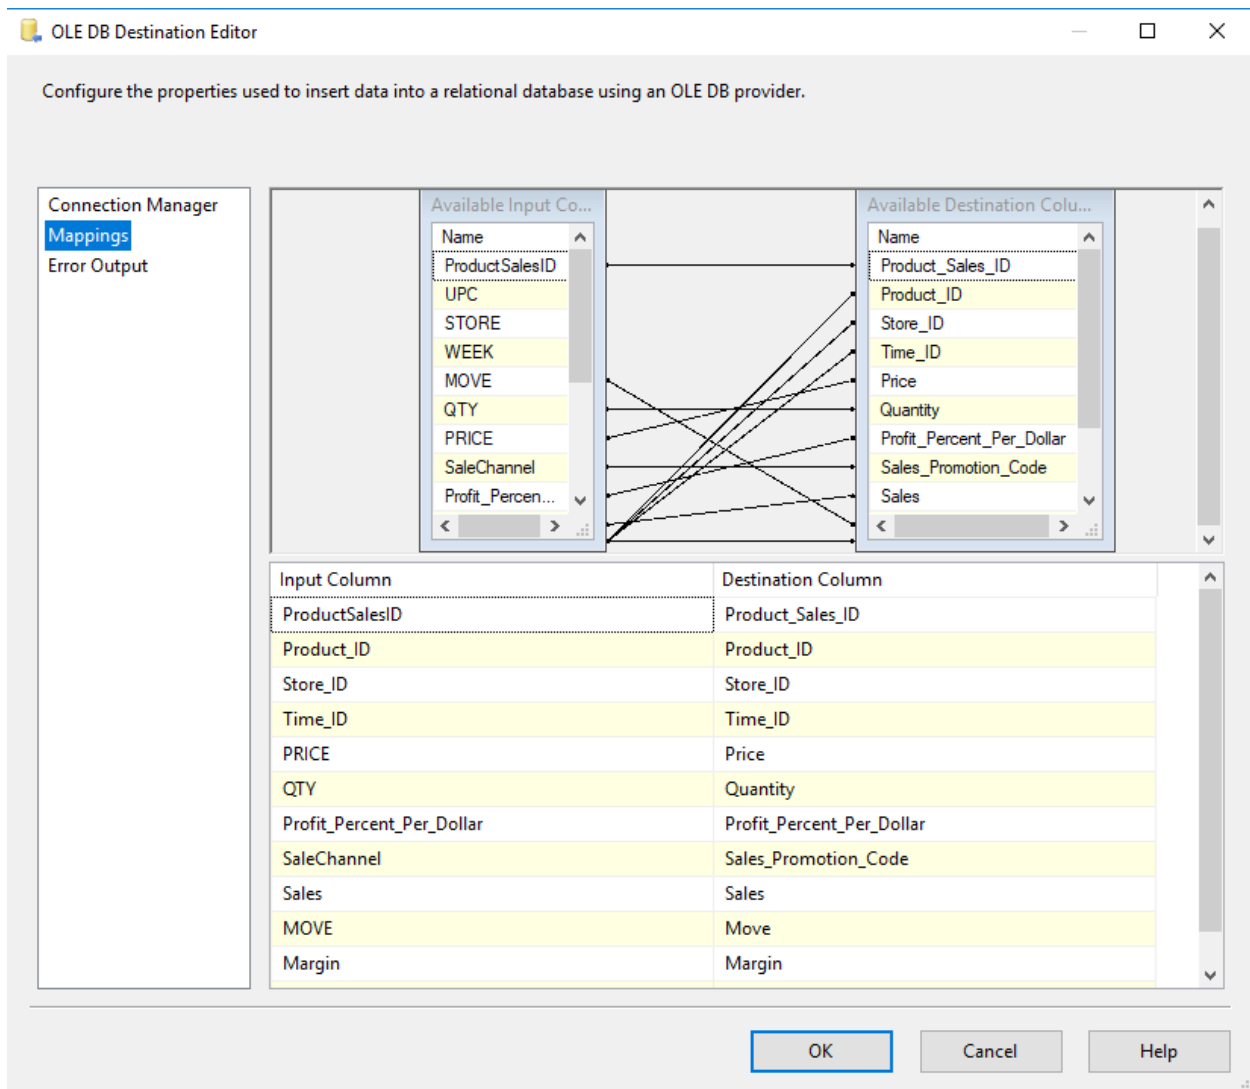 OLE DB Destination Editor
Configure the properties used to insert data into a relational database using an OLE DB provider.
Connection Manager
Mappings
Error Output
Available Input Co...
Name
ProductSalesID
UPC
STORE
WEEK
MOVE
QTY
PRICE
SaleChannel
Profit_Percen...
Available Destination Colu...
Name
Product_Sales_ID
Product_ID
Store_ID
Time_ID
Price
Quantity
Profit_Percent_Per_Dollar
Sales_Promotion_Code
Sales
Input Column Destination Column
ProductSalesID Product_Sales_ID
Product_ID Product_ID
Store_ID Store_ID
Time_ID Time_ID
PRICE Price
QTY Quantity
Profit_Percent_Per_Dollar Profit_Percent_Per_Dollar
SaleChannel Sales_Promotion_Code
Sales Sales
MOVE Move
Margin Margin
OK Cancel Help